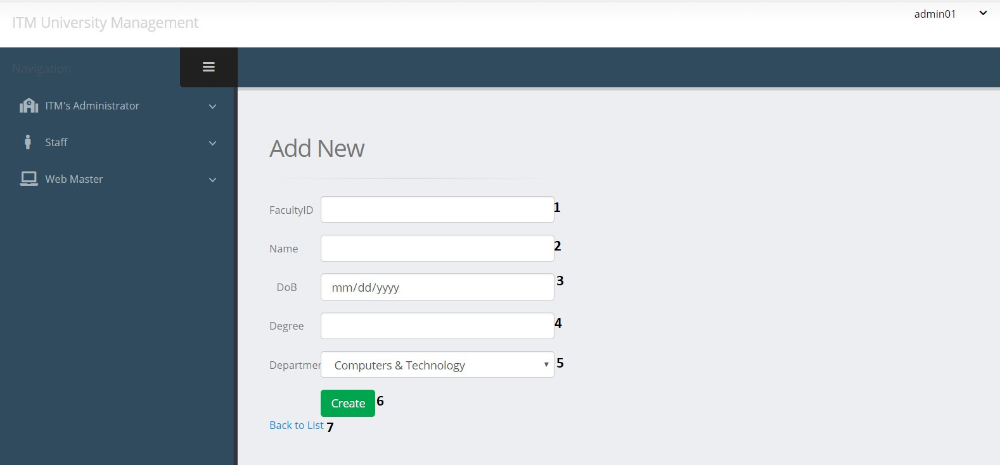 ITM University Management
admin01
Navigation
ITM's Administrator
Staff
Web Master
Add New
FacultyID 1
Name 2
DoB mm/dd/yyyy 3
Degree 4
Departmen Computers & Technology 5
Create 6
Back to List 7